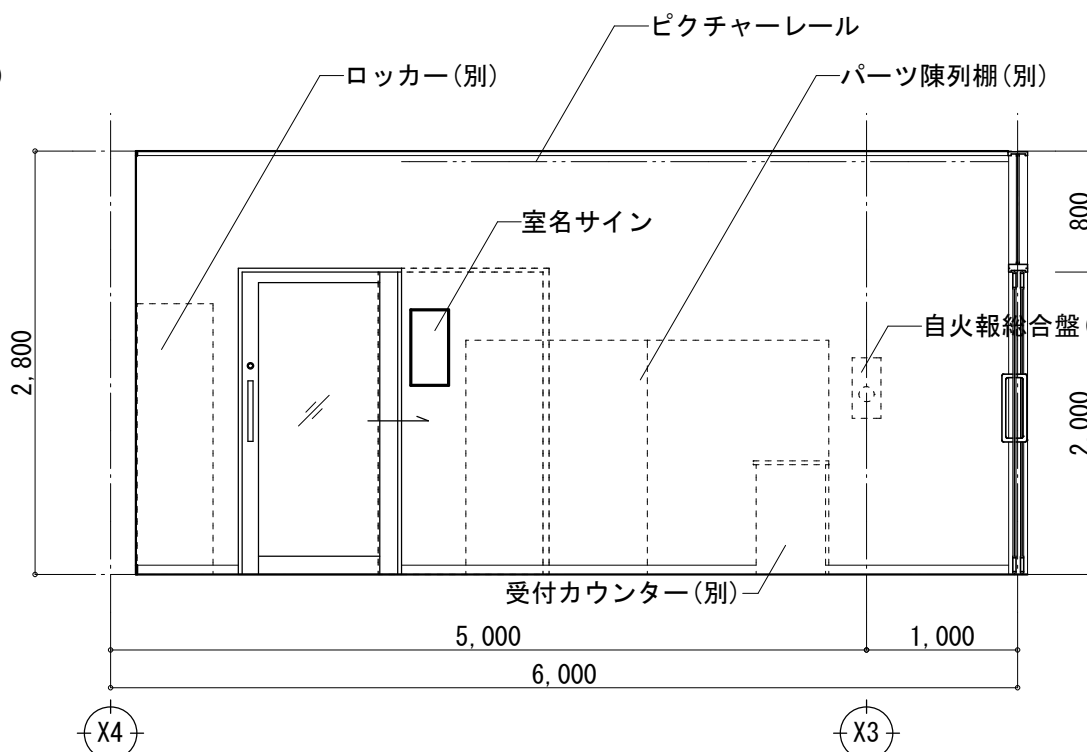 ピクチャーレール
ロッカー(別)
パーツ陳列棚(別)
室名サイン
800
自火報総合盤(
2,800
2,000
受付カウンター(別)
5,000
1,000
6,000
X4
X3